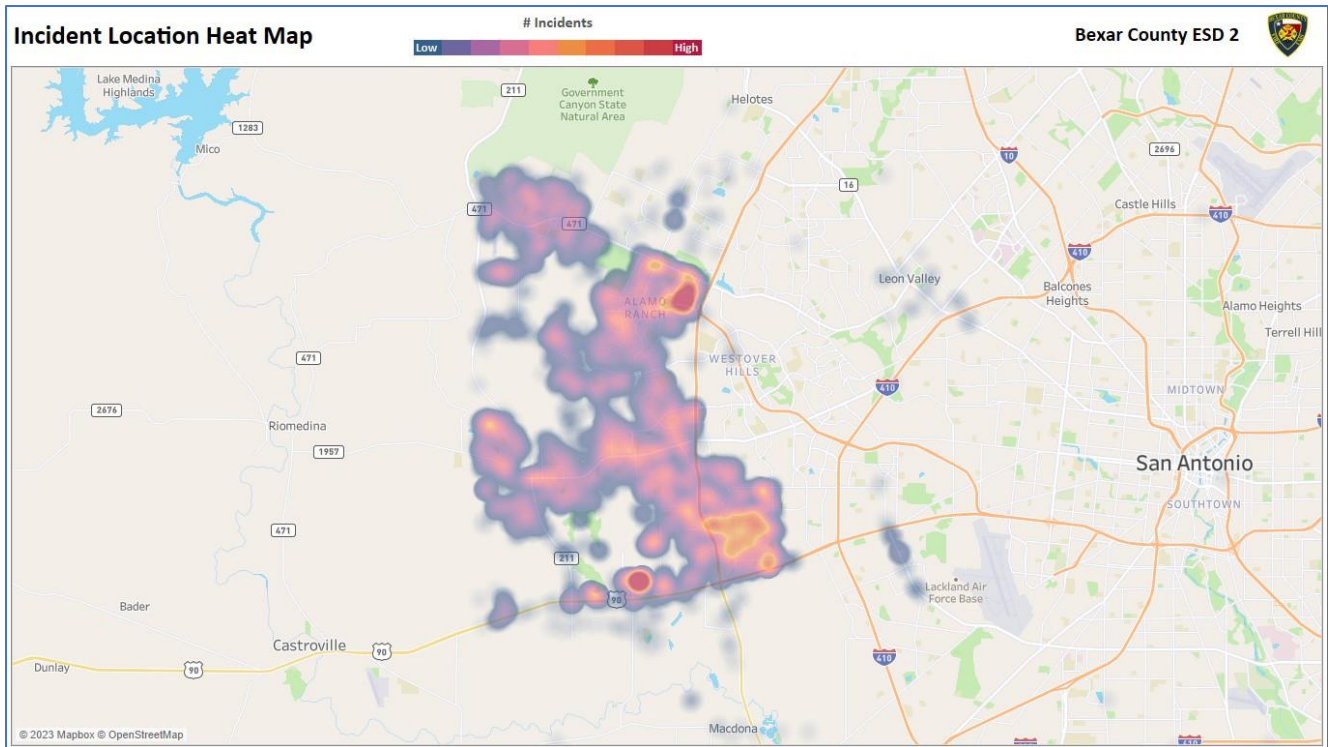 Incident Location Heat Map
# Incidents
Low
High
Bexar County ESD 2
Lake Medina
Highlands
211
Government
Canyon State
Natural Area
Helotes
1283
Mico
10
2696
16
471
471
Castle Hills
410
410
Leon Valley
Balcones
Heights
ALAMO
RANCH
Alamo Heights
Terrell Hill
471
WESTOVER
HILLS
410
MIDTOWN
2676
Riomedina
1957
San Antonio
SOUTHTOWN
471
211
Lackland Air
Force Base
90
Bader
Castroville
90
410
Dunlay
90
Macdona
410
410
© 2023 Mapbox © OpenStreetMap